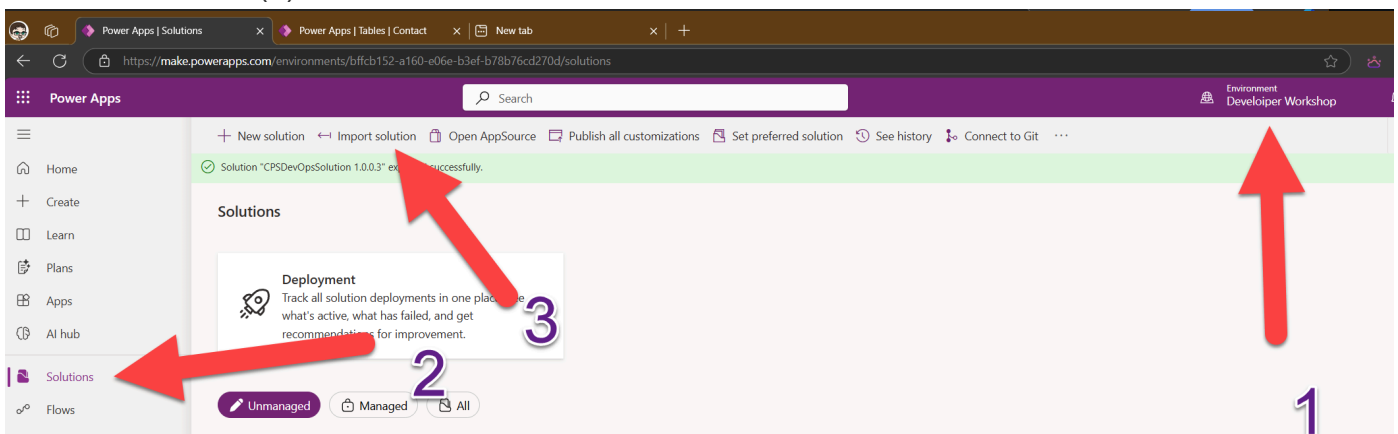 Power Apps | Solutions
Power Apps | Tables | Contact
New tab
https://make.powerapps.com/environments/bffcb152-a160-e06e-b3ef-b78b76cd270d/solutions
Power Apps
Search
Environment
Develoiper Workshop
New solution
Import solution
Open AppSource
Publish all customizations
Set preferred solution
See history
Connect to Git
Solution "CPSDevOpsSolution 1.0.0.3" successfully.
Home
Create
Learn
Plans
Apps
AI hub
Solutions
Flows
Solutions
Deployment
Track all solution deployments in one
what's active, what has failed, and get
for improvement.
Unmanaged
Managed
All
1
2
3